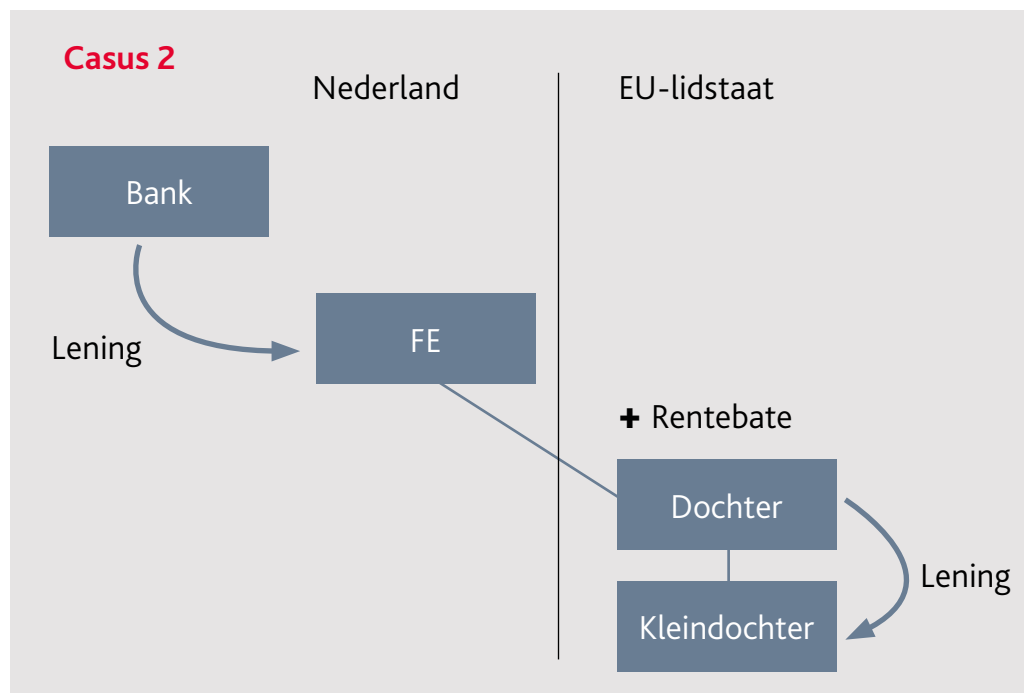 Casus 2
Nederland
EU-lidstaat
Bank
Lening
FE
+ Rentebate
Dochter
Lening
Kleindochter